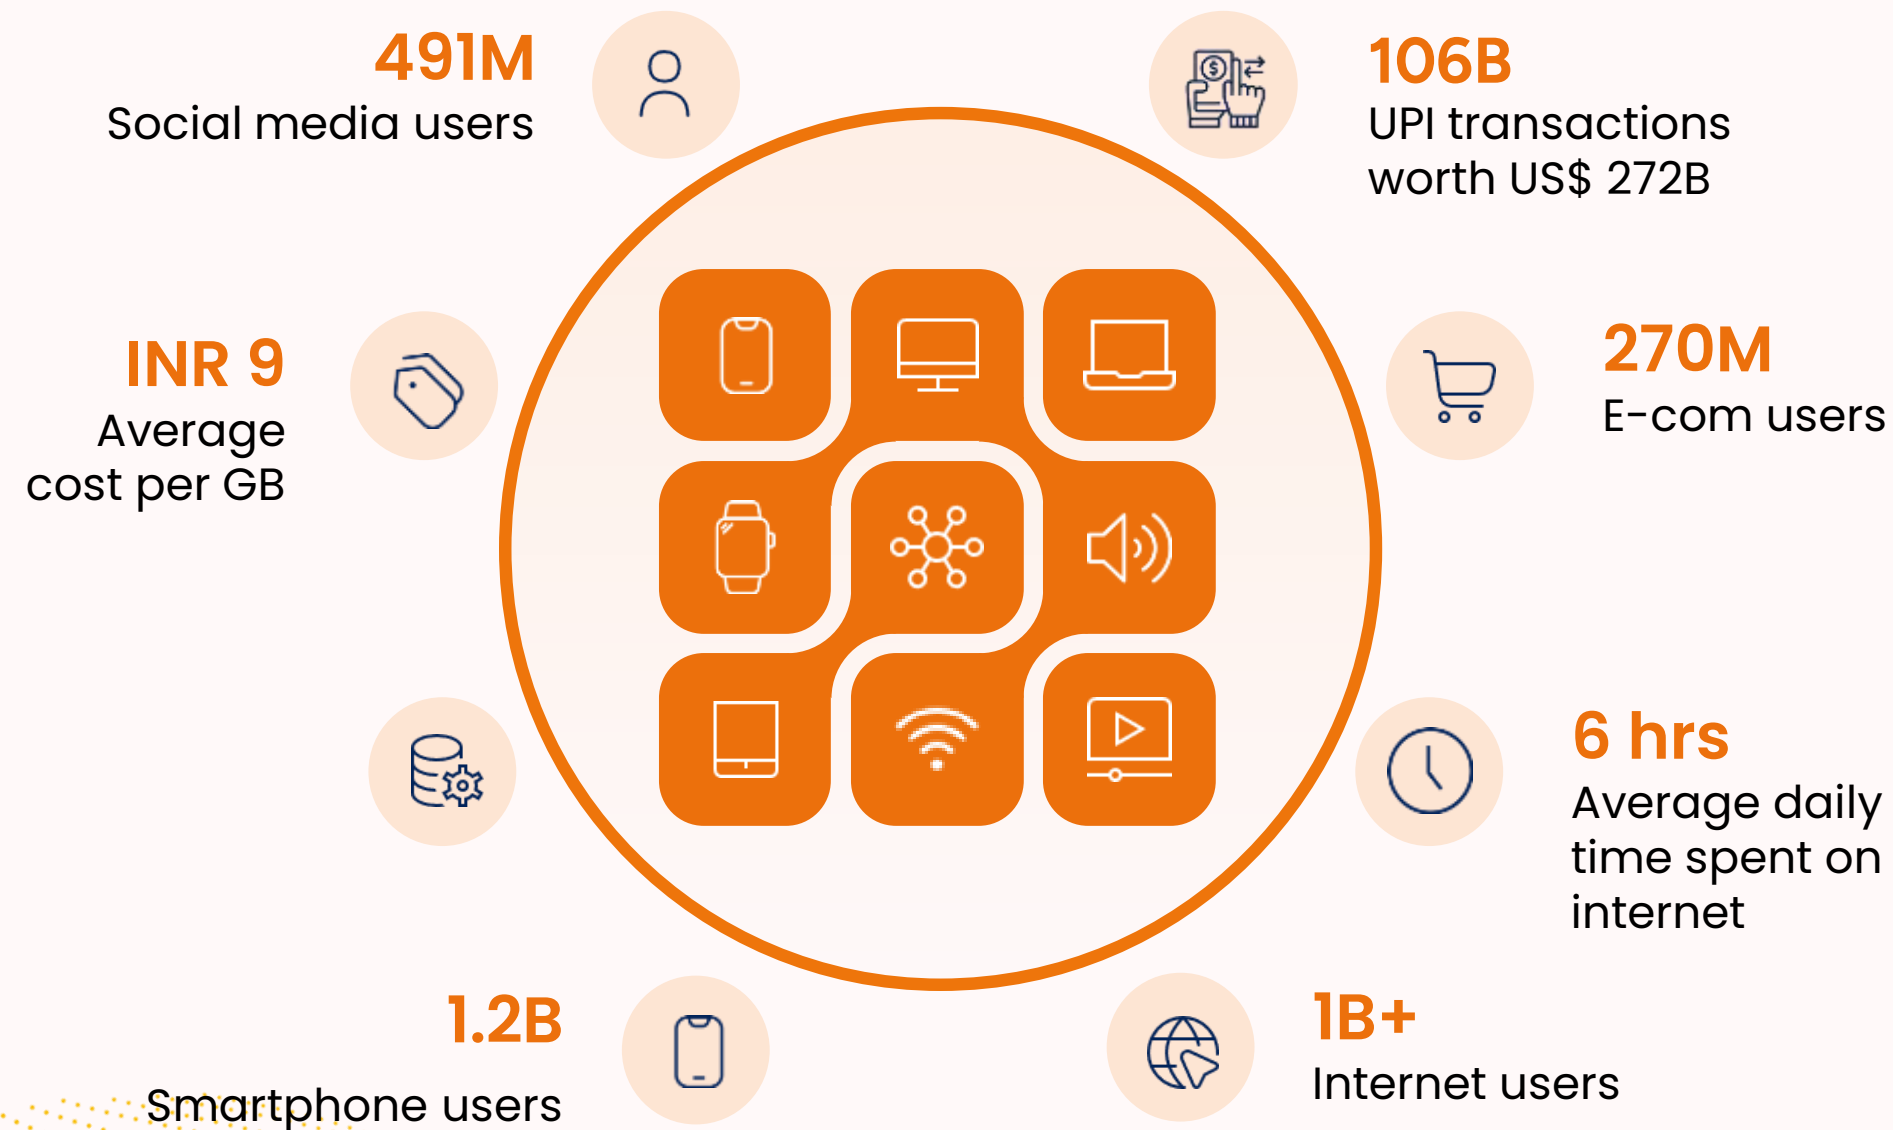 491M
Social media users
106B
UPI transactions
worth US$ 272B
INR 9
Average
cost per GB
270M
E-com users
6 hrs
Average daily
time spent on
internet
1.2B
Smartphone users
1B+
Internet users